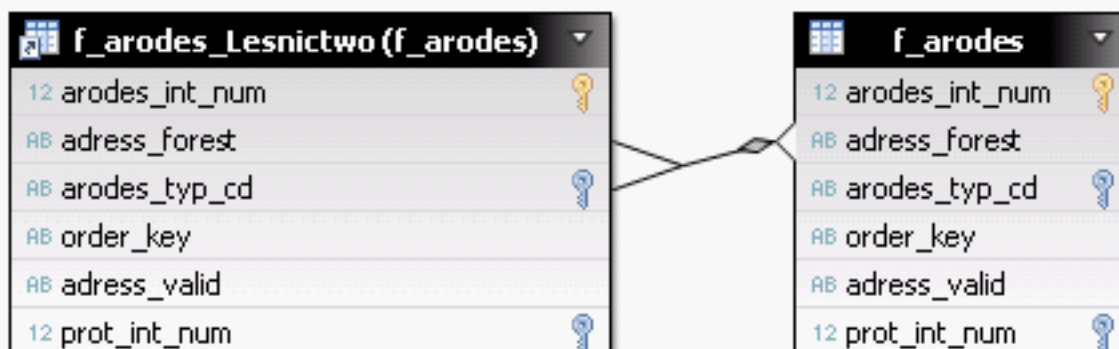 f_arodes_Lesnictwo (f_arodes)
12 arodes_int_num
AB adress_forest
AB arodes_typ_cd
AB order_key
AB adress_valid
12 prot_int_num
f_arodes
12 arodes_int_num
AB adress_forest
AB arodes_typ_cd
AB order_key
AB adress_valid
12 prot_int_num